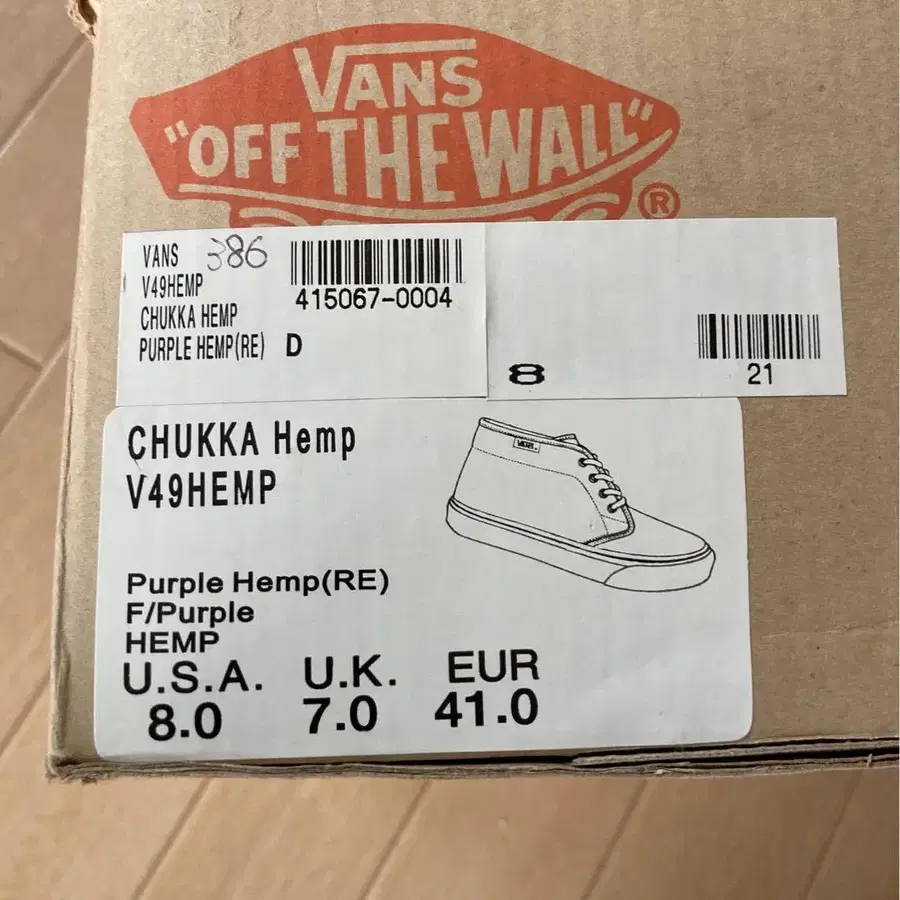 VANS
"OFF THE WALL"
®
VANS 386
V49HEMP
CHUKKA HEMP
PURPLE HEMP(RE) D
415067-0004
8
21
CHUKKA Hemp
V49HEMP
VANS
Purple Hemp(RE)
F/Purple
HEMP
U.S.A. U.K. EUR
8.0 7.0 41.0